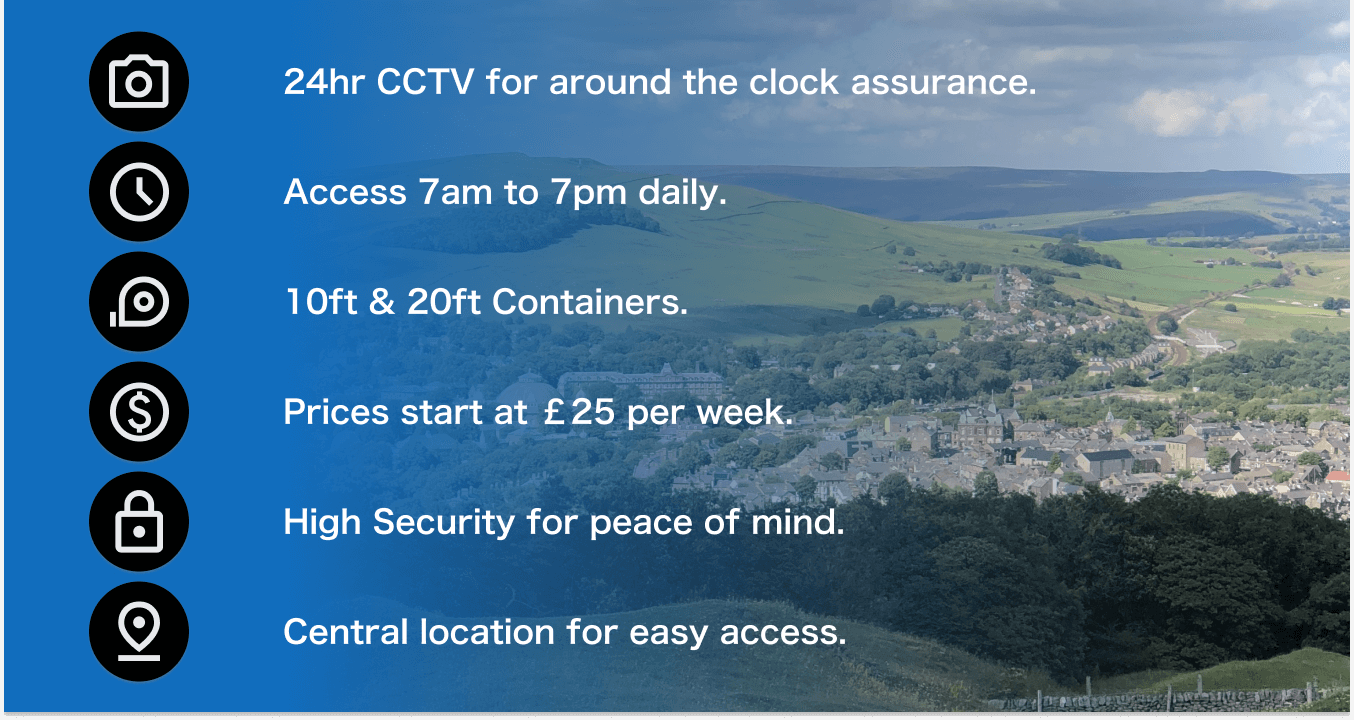 24hr CCTV for around the clock assurance.
Access 7am to 7pm daily.
10ft & 20ft Containers.
Prices start at £25 per week.
High Security for peace of mind.
Central location for easy access.